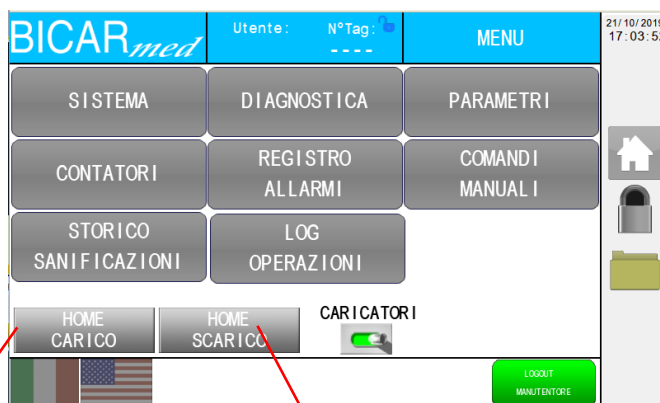 BICARmed
Utente: N°Tag:
----
MENU
21/10/2019
17:03:52
SISTEMA
DIAGNOSTICA
PARAMETRI
CONTATORI
REGISTRO
ALLARMI
COMANDI
MANUALI
STORICO
SANIFICAZIONI
LOG
OPERAZIONI
HOME
CARICO
HOME
SCARICO
CARICATORI
LOGOUT
MANUTENTORE